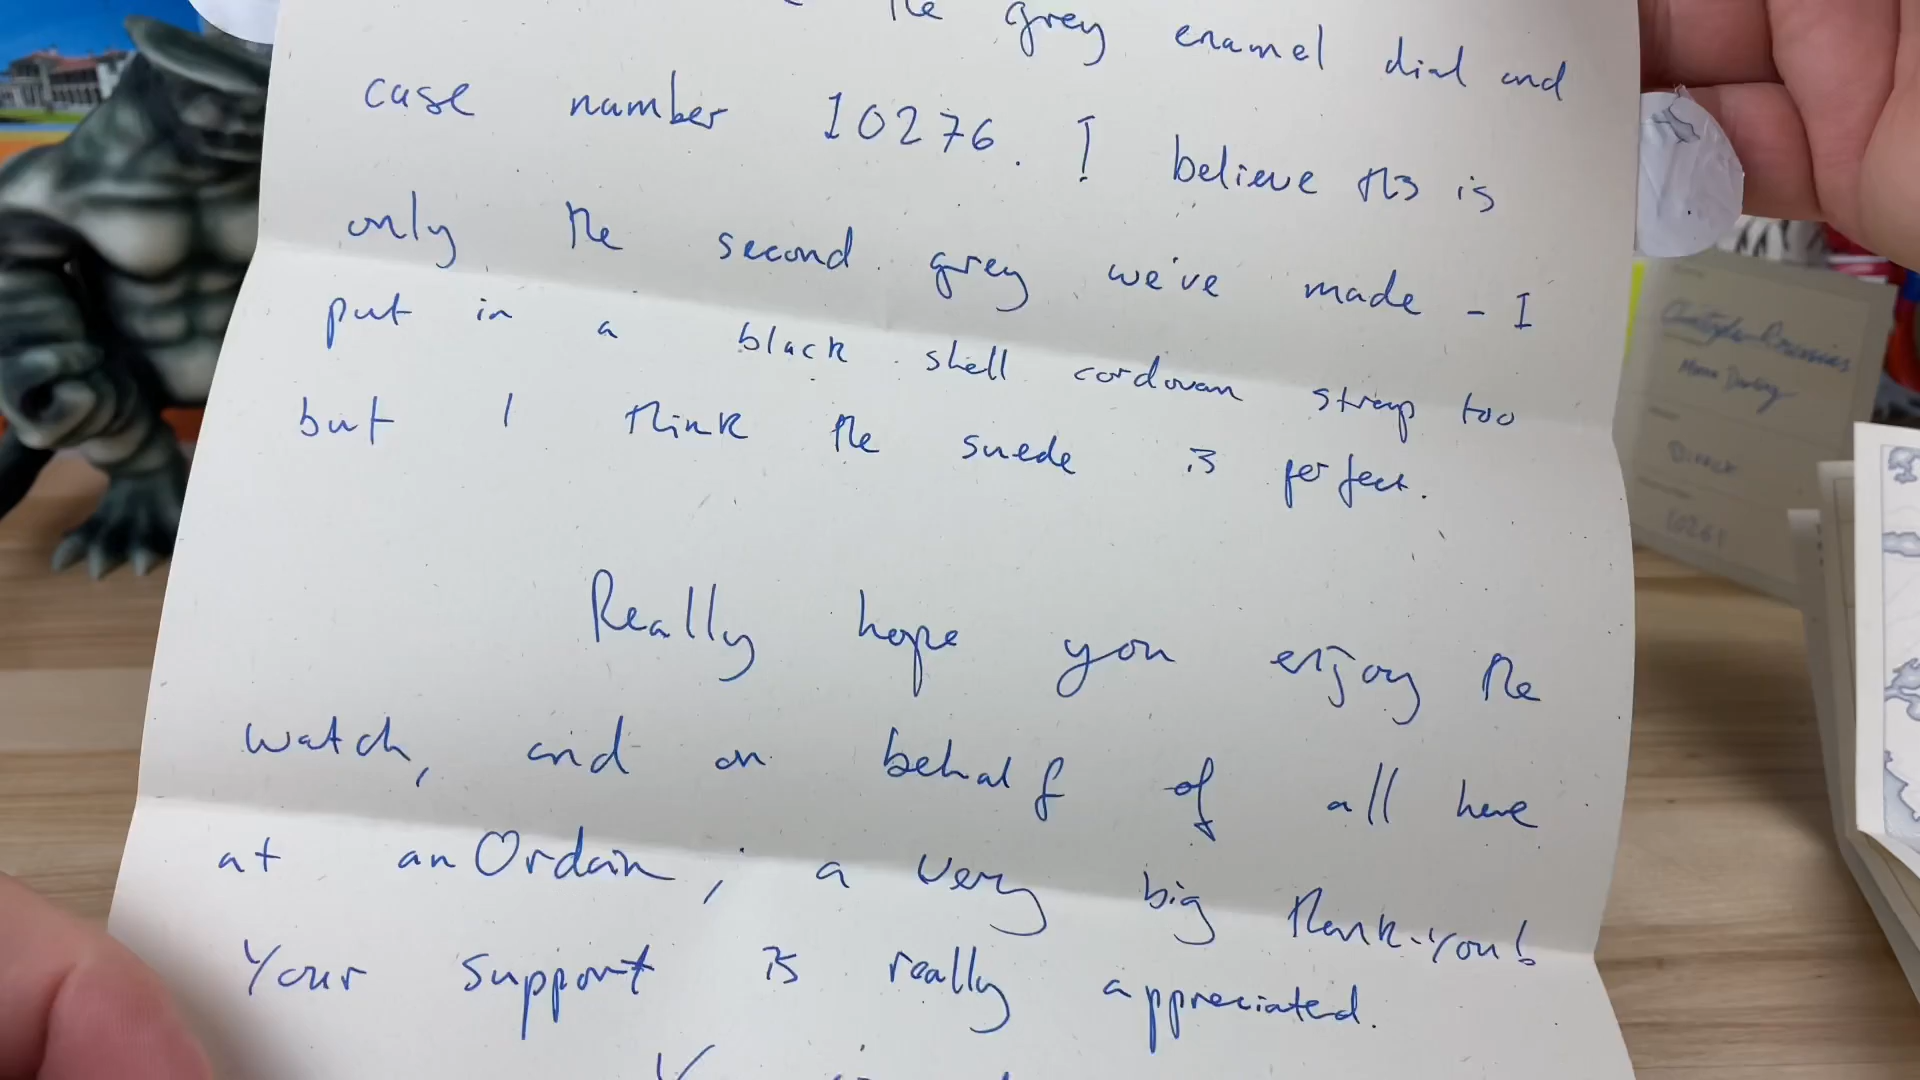 the grey enamel dial and
case number 10276. I believe this is
only the second grey we've made - I
put in a black shell cordovan strap too
but I think the suede is perfect.
Really hope you enjoy the
watch, and on behalf of all here
at anOrdain, a very big thank-you!
Your support is really appreciated.
Direct
10261